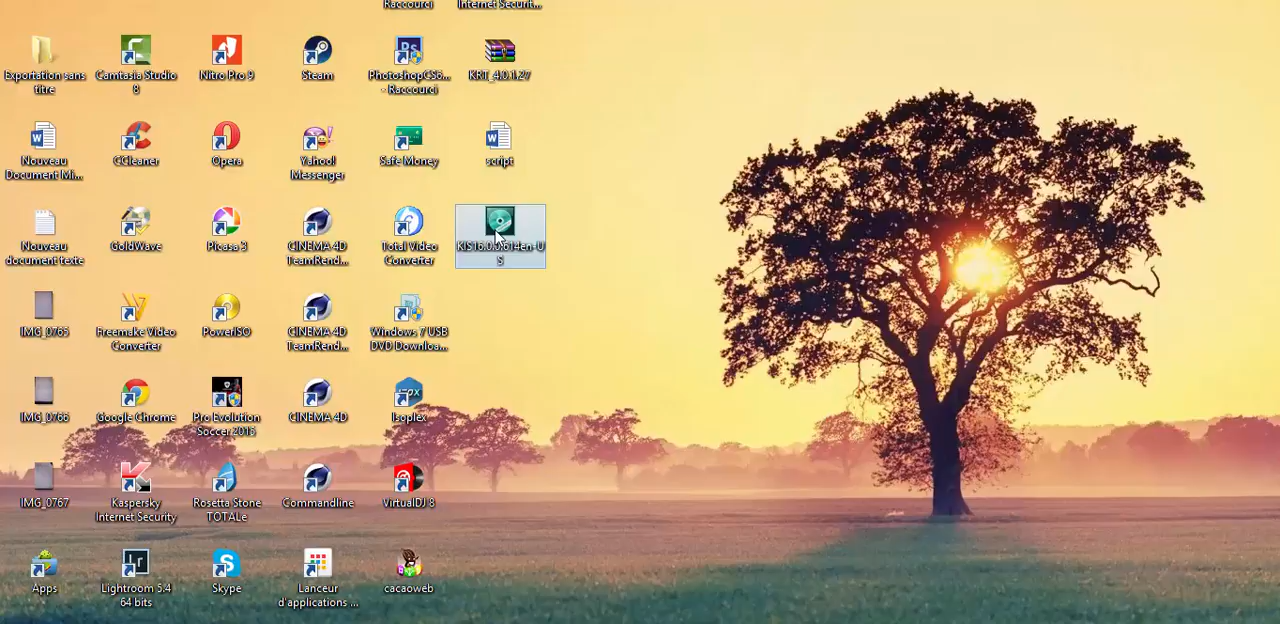 Raccourci
Internet Securit...
Exportation sans
titre
Camtasia Studio
8
Nitro Pro 9
Steam
PhotoshopCS6...
- Raccourci
KRT_4.0.1.27
Nouveau
Document Mi...
CCleaner
Opera
Yahoo!
Messenger
Safe Money
script
Nouveau
document texte
GoldWave
Picasa 3
CINEMA 4D
TeamRend...
Total Video
Converter
KIS16.0.0.614en-U
S
IMG_0765
Freemake Video
Converter
PowerISO
CINEMA 4D
TeamRend...
Windows 7 USB
DVD Downloa...
IMG_0766
Google Chrome
Pro Evolution
Soccer 2015
CINEMA 4D
Isoplex
IMG_0767
Kaspersky
Internet Security
Rosetta Stone
TOTALe
Commandline
VirtualDJ 8
Apps
Lightroom 5.4
64 bits
Skype
Lanceur
d'applications ...
cacaoweb